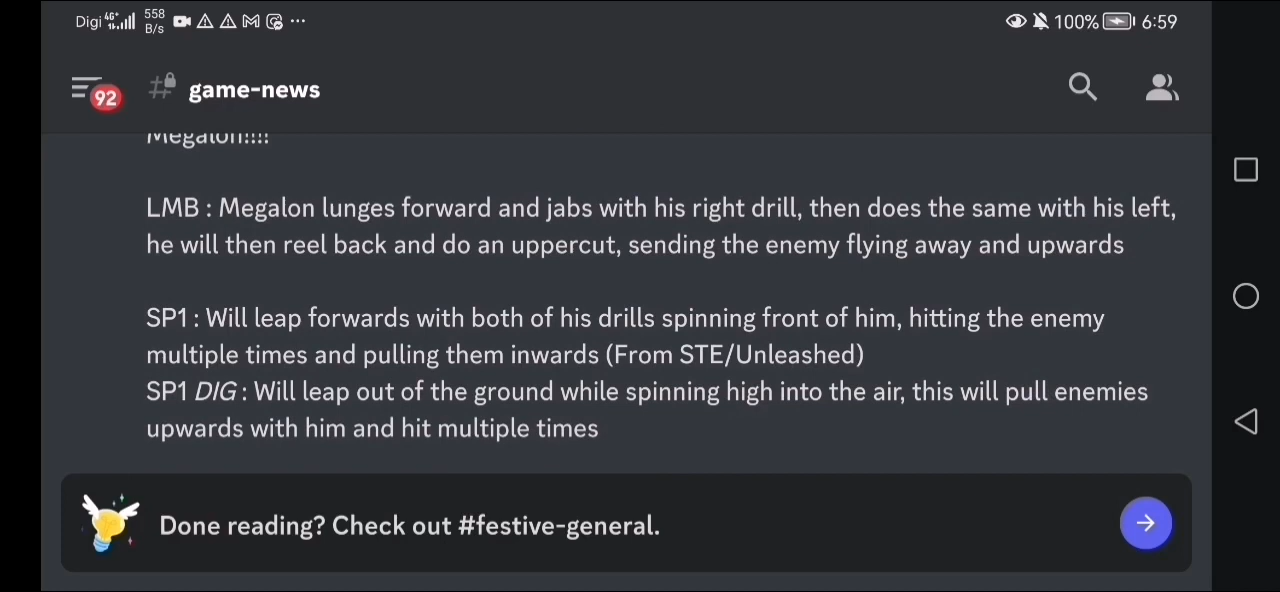 Digi 4G+ 4G 558 B/s ... 100% 6:59
92 game-news
Megalon!!!!
LMB : Megalon lunges forward and jabs with his right drill, then does the same with his left,
he will then reel back and do an uppercut, sending the enemy flying away and upwards
SP1 : Will leap forwards with both of his drills spinning front of him, hitting the enemy
multiple times and pulling them inwards (From STE/Unleashed)
SP1 DIG : Will leap out of the ground while spinning high into the air, this will pull enemies
upwards with him and hit multiple times
Done reading? Check out #festive-general.